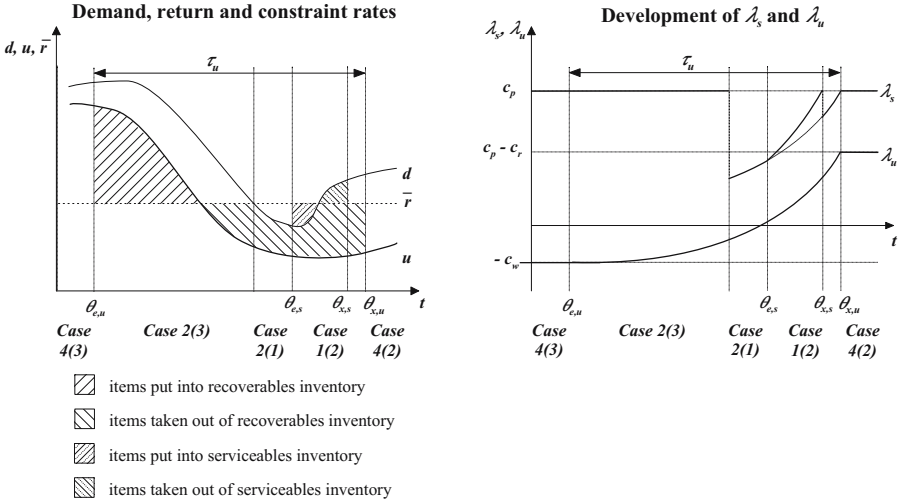 Demand, return and constraint rates
d, u, r̄
τᵤ
d
r̄
u
t
θe,u
θe,s
θx,s
θx,u
Case 4(3)
Case 2(3)
Case 2(1)
Case 1(2)
Case 4(2)
items put into recoverables inventory
items taken out of recoverables inventory
items put into serviceables inventory
items taken out of serviceables inventory
Development of λs and λu
λs, λu
τᵤ
cp
λs
cp - cr
λu
t
- cw
θe,u
θe,s
θx,s
θx,u
Case 4(3)
Case 2(3)
Case 2(1)
Case 1(2)
Case 4(2)